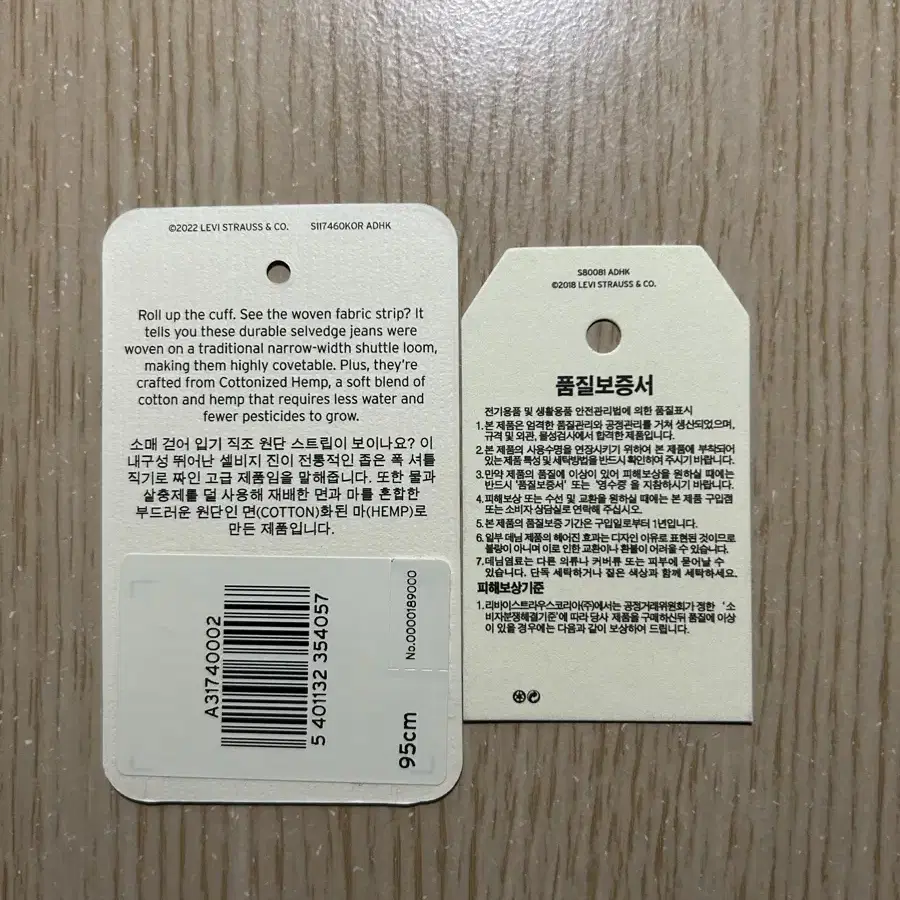 ©2022 LEVI STRAUSS & CO. S117460KOR ADHK
Roll up the cuff. See the woven fabric strip? It
tells you these durable selvedge jeans were
woven on a traditional narrow-width shuttle loom,
making them highly covetable. Plus, they're
crafted from Cottonized Hemp, a soft blend of
cotton and hemp that requires less water and
fewer pesticides to grow.
소매 걷어 입기 직조 원단 스트립이 보이나요? 이
내구성 뛰어난 셀비지 진이 전통적인 좁은 폭 셔틀
직기로 짜인 고급 제품임을 말해줍니다. 또한 물과
살충제를 덜 사용해 재배한 면과 마를 혼합한
부드러운 원단인 면(COTTON)화된 마(HEMP)로
만든 제품입니다.
A31740002
5 401132 354057
No.0000189000
95cm
S80081 ADHK
©2018 LEVI STRAUSS & CO.
품질보증서
전기용품 및 생활용품 안전관리법에 의한 품질표시
1. 본 제품은 엄격한 품질관리와 공정관리를 거쳐 생산되었으며,
규격 및 외관, 물성검사에서 합격한 제품입니다.
2. 본 제품의 사용수명을 연장시키기 위하여 본 제품에 부착되어
있는 제품 특성 및 세탁방법을 반드시 확인하여 주시기 바랍니다.
3. 만약 제품의 품질에 이상이 있어 피해보상을 원하실 때에는
반드시 '품질보증서' 또는 '영수증'을 지참하시기 바랍니다.
4. 피해보상 또는 수선 및 교환을 원하실 때에는 본 제품 구입점
또는 소비자 상담실로 연락해 주십시오.
5. 본 제품의 품질보증 기간은 구입일로부터 1년입니다.
6. 일부 데님 제품의 헤어진 효과는 디자인 이유로 표현된 것이므로
불량이 아니며 이로 인한 교환이나 환불이 어려울 수 있습니다.
7. 데님염료는 다른 의류나 커버류 또는 피부에 묻어날 수
있습니다. 단독 세탁하거나 짙은 색상과 함께 세탁하세요.
피해보상기준
1. 리바이스트라우스코리아(주)에서는 공정거래위원회가 정한 '소
비자분쟁해결기준'에 따라 당사 제품을 구매하신뒤 품질에 이상
이 있을 경우에는 다음과 같이 보상하여 드립니다.